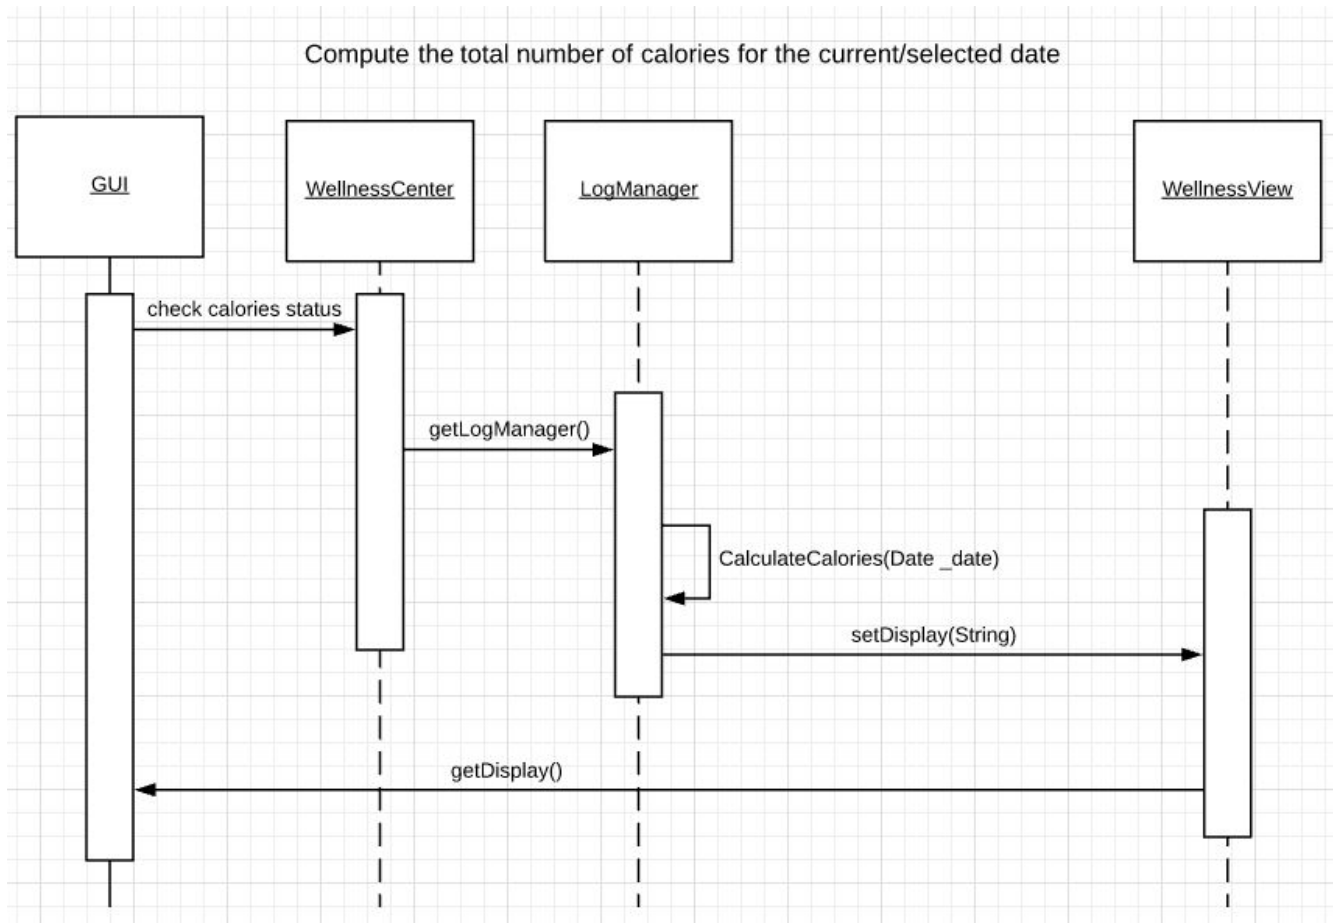 Compute the total number of calories for the current/selected date
GUI
WellnessCenter
LogManager
WellnessView
check calories status
getLogManager()
CalculateCalories(Date _date)
setDisplay(String)
getDisplay()